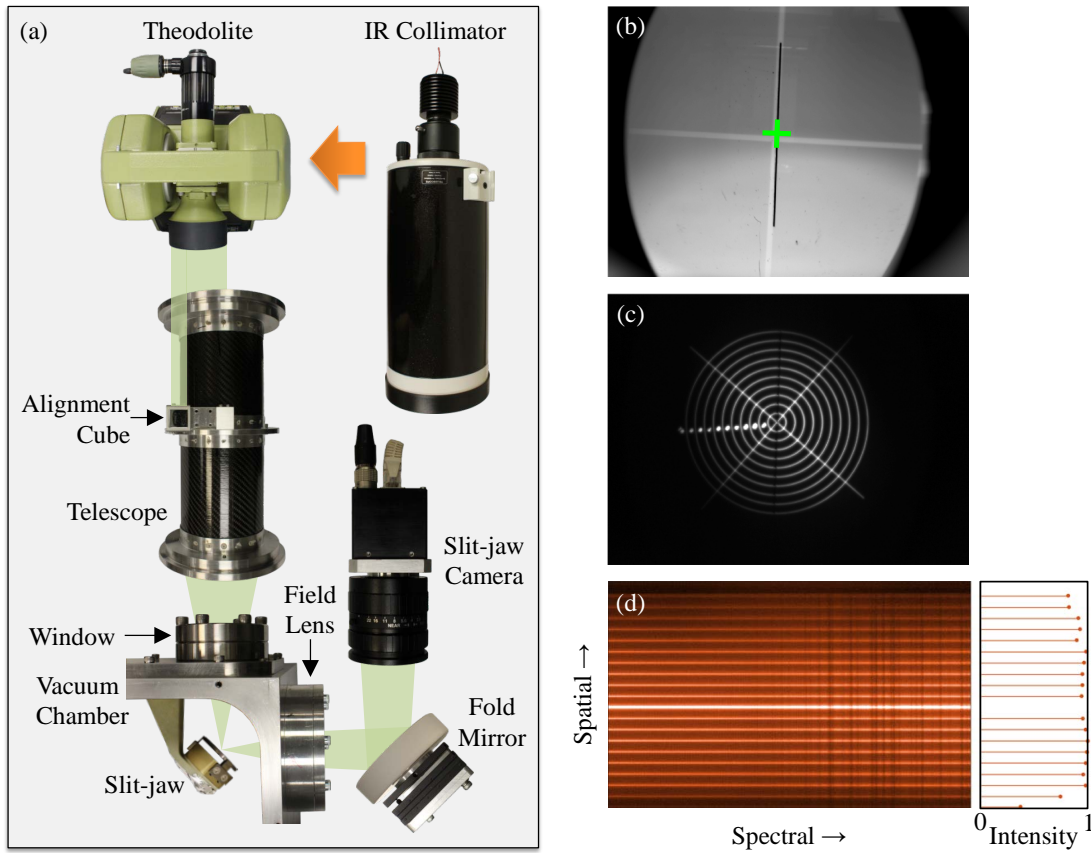 (a)
Theodolite
IR Collimator
Alignment
Cube
Telescope
Slit-jaw
Camera
Field
Lens
Window
Vacuum
Chamber
Fold
Mirror
Slit-jaw
(b)
(c)
(d)
Spatial →
Spectral →
0
1
Intensity